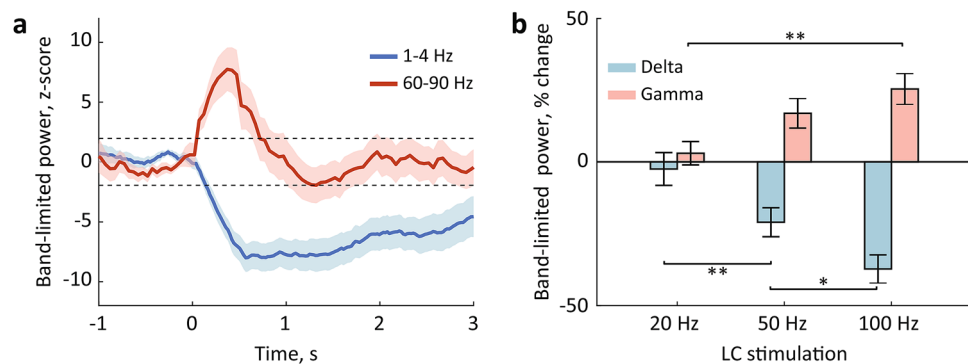 a
Band-limited power, z-score
10
5
0
-5
-10
1-4 Hz
60-90 Hz
-1
0
1
2
3
Time, s
b
Band-limited power, % change
50
0
-50
Delta
Gamma
**
**
*
20 Hz
50 Hz
100 Hz
LC stimulation